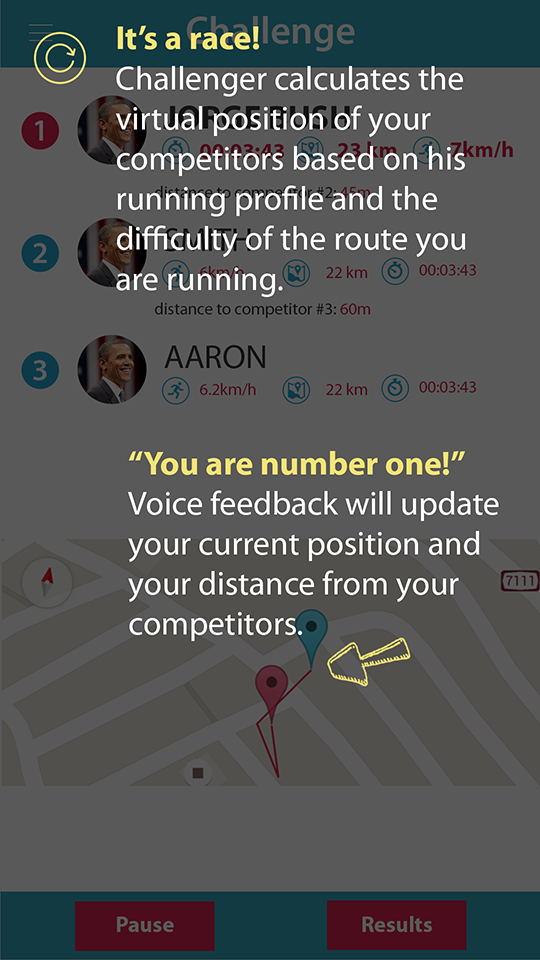 Challenge
It’s a race!
Challenger calculates the
virtual position of your
competitors based on his
running profile and the
difficulty of the route you
are running.
1
JORGE BUSH
00:03:43 23 km 7km/h
distance to competitor #2: 45m
2
SMITH
6km/h 22 km 00:03:43
distance to competitor #3: 60m
3
AARON
6.2km/h 22 km 00:03:43
“You are number one!”
Voice feedback will update
your current position and
your distance from your
competitors.
7111
Pause Results